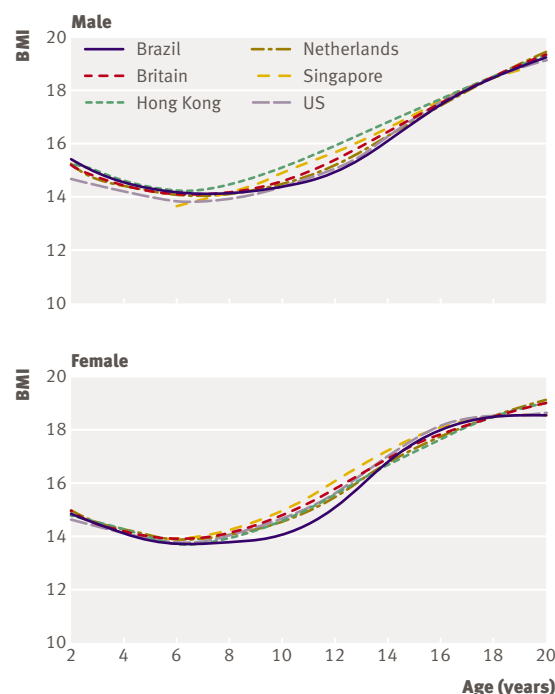 Male
BMI
20
18
16
14
12
10
Brazil
Britain
Hong Kong
Netherlands
Singapore
US
Female
BMI
20
18
16
14
12
10
2 4 6 8 10 12 14 16 18 20
Age (years)